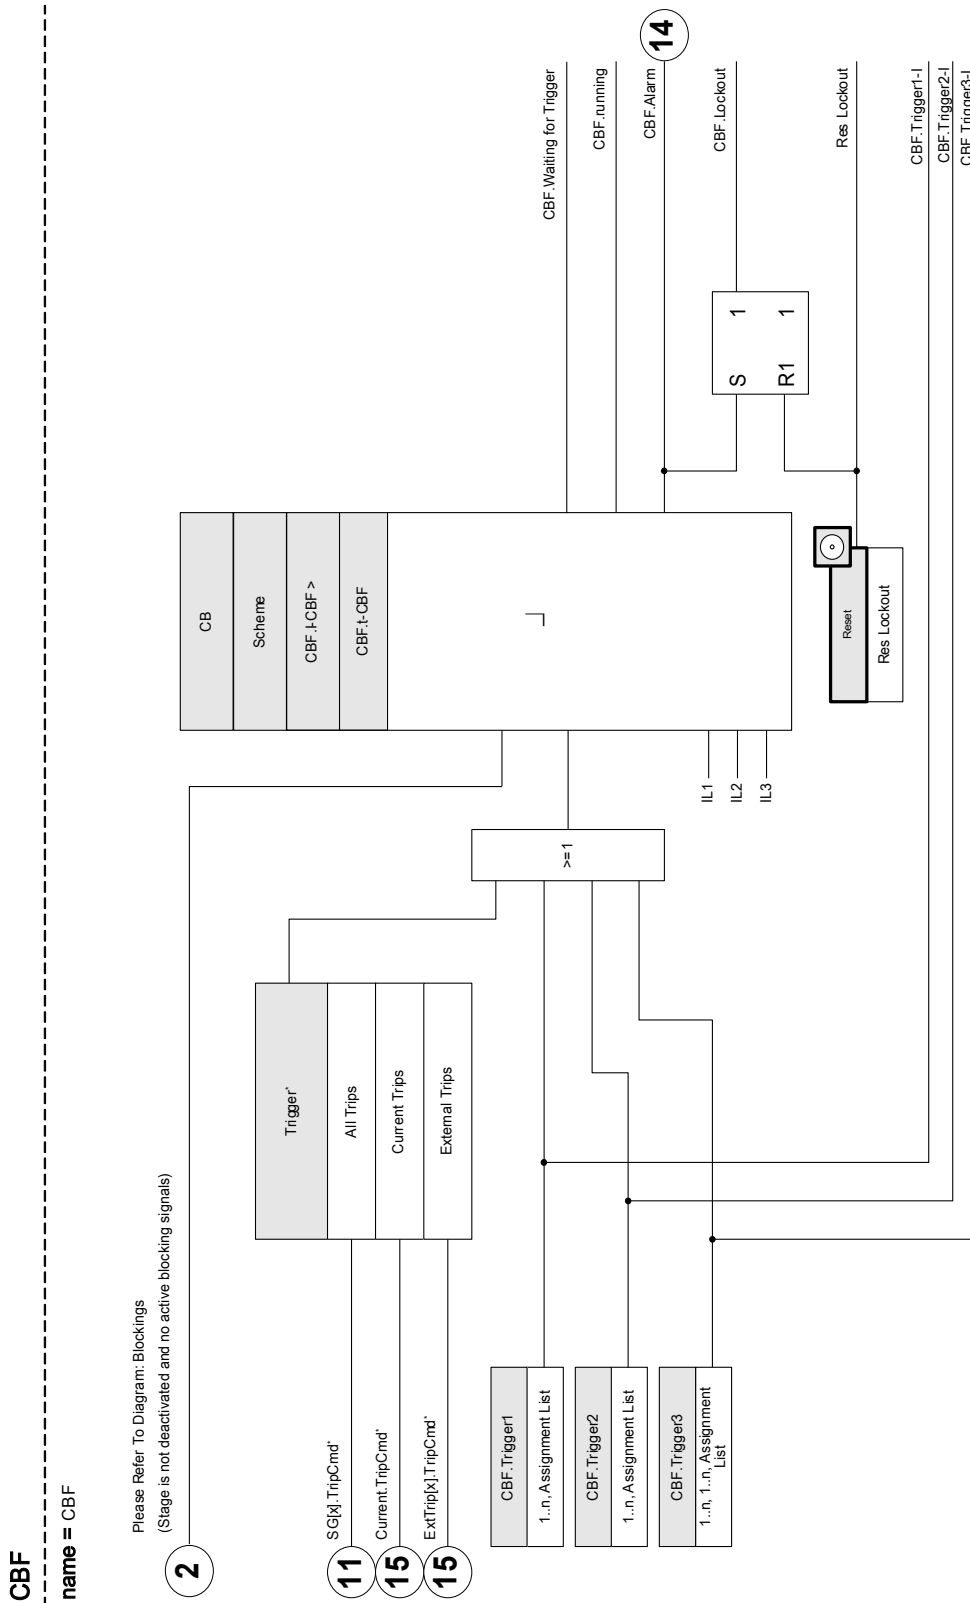 CBF
name = CBF
Please Refer To Diagram: Blockings
(Stage is not deactivated and no active blocking signals)
2
SG[x].TripCmd*
11
Current.TripCmd*
15
ExtTrip[x].TripCmd*
15
Trigger*
All Trips
Current Trips
External Trips
CBF.Trigger1
1..n, Assignment List
CBF.Trigger2
1..n, Assignment List
CBF.Trigger3
1..n, 1..n, Assignment
List
>=1
IL1
IL2
IL3
CB
Scheme
CBF.I-CBF >
CBF.t-CBF
Reset
Res Lockout
S
1
R1
1
CBF.Waiting for Trigger
CBF.running
CBF.Alarm
14
CBF.Lockout
Res Lockout
CBF.Trigger1-I
CBF.Trigger2-I
CBF.Trigger3-I